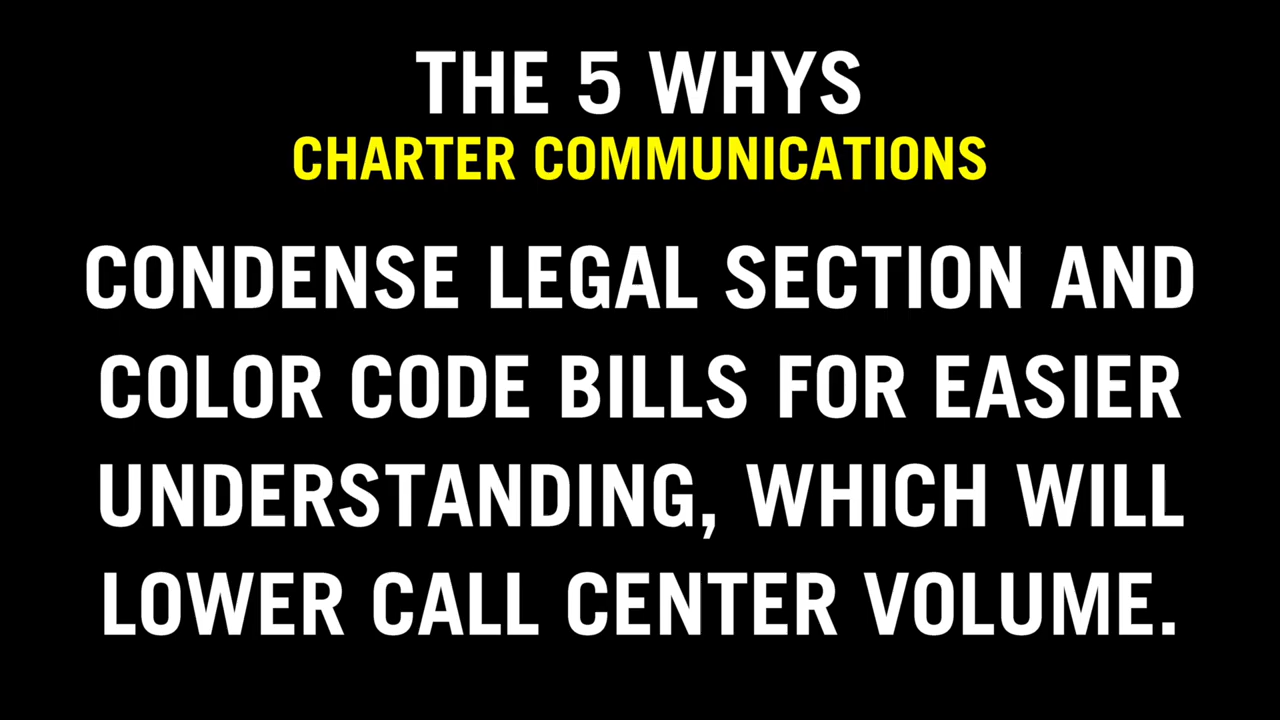 THE 5 WHYS
CHARTER COMMUNICATIONS
CONDENSE LEGAL SECTION AND
COLOR CODE BILLS FOR EASIER
UNDERSTANDING, WHICH WILL
LOWER CALL CENTER VOLUME.